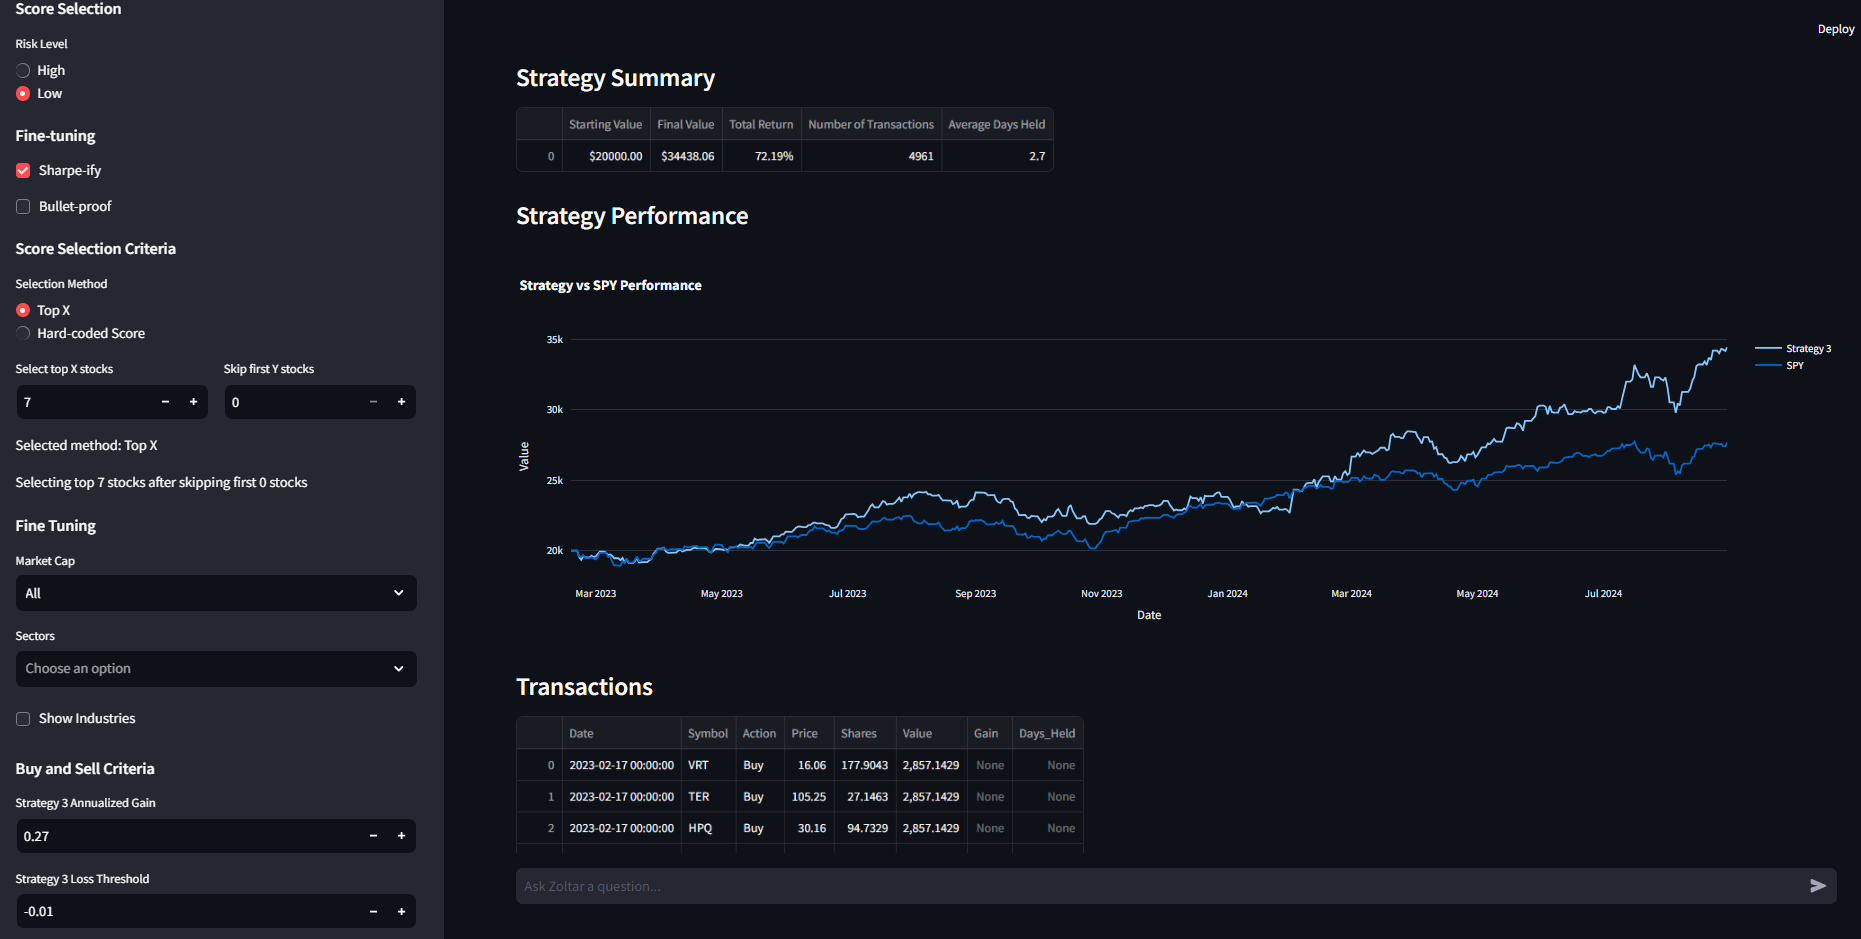 Score Selection
Risk Level
High
Low
Fine-tuning
Sharpe-ify
Bullet-proof
Score Selection Criteria
Selection Method
Top X
Hard-coded Score
Select top X stocks Skip first Y stocks
7 − + 0 − +
Selected method: Top X
Selecting top 7 stocks after skipping first 0 stocks
Fine Tuning
Market Cap
All
Sectors
Choose an option
Show Industries
Buy and Sell Criteria
Strategy 3 Annualized Gain
0.27 − +
Strategy 3 Loss Threshold
-0.01 − +
Deploy
Strategy Summary
Starting Value Final Value Total Return Number of Transactions Average Days Held
0 $20000.00 $34438.06 72.19% 4961 2.7
Strategy Performance
Strategy vs SPY Performance
35k
30k
25k
20k
Value
Mar 2023 May 2023 Jul 2023 Sep 2023 Nov 2023 Jan 2024 Mar 2024 May 2024 Jul 2024
Date
Strategy 3
SPY
Transactions
Date Symbol Action Price Shares Value Gain Days_Held
0 2023-02-17 00:00:00 VRT Buy 16.06 177.9043 2,857.1429 None None
1 2023-02-17 00:00:00 TER Buy 105.25 27.1463 2,857.1429 None None
2 2023-02-17 00:00:00 HPQ Buy 30.16 94.7329 2,857.1429 None None
Ask Zoltar a question...